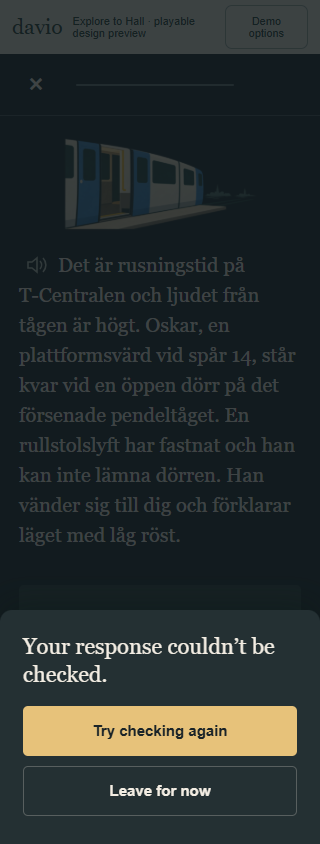 davio
Explore to Hall · playable
design preview
Demo
options
×
Det är rusningstid på
T-Centralen och ljudet från
tågen är högt. Oskar, en
plattformsvärd vid spår 14, står
kvar vid en öppen dörr på det
försenade pendeltåget. En
rullstolslyft har fastnat och han
kan inte lämna dörren. Han
vänder sig till dig och förklarar
läget med låg röst.
Your response couldn’t be
checked.
Try checking again
Leave for now